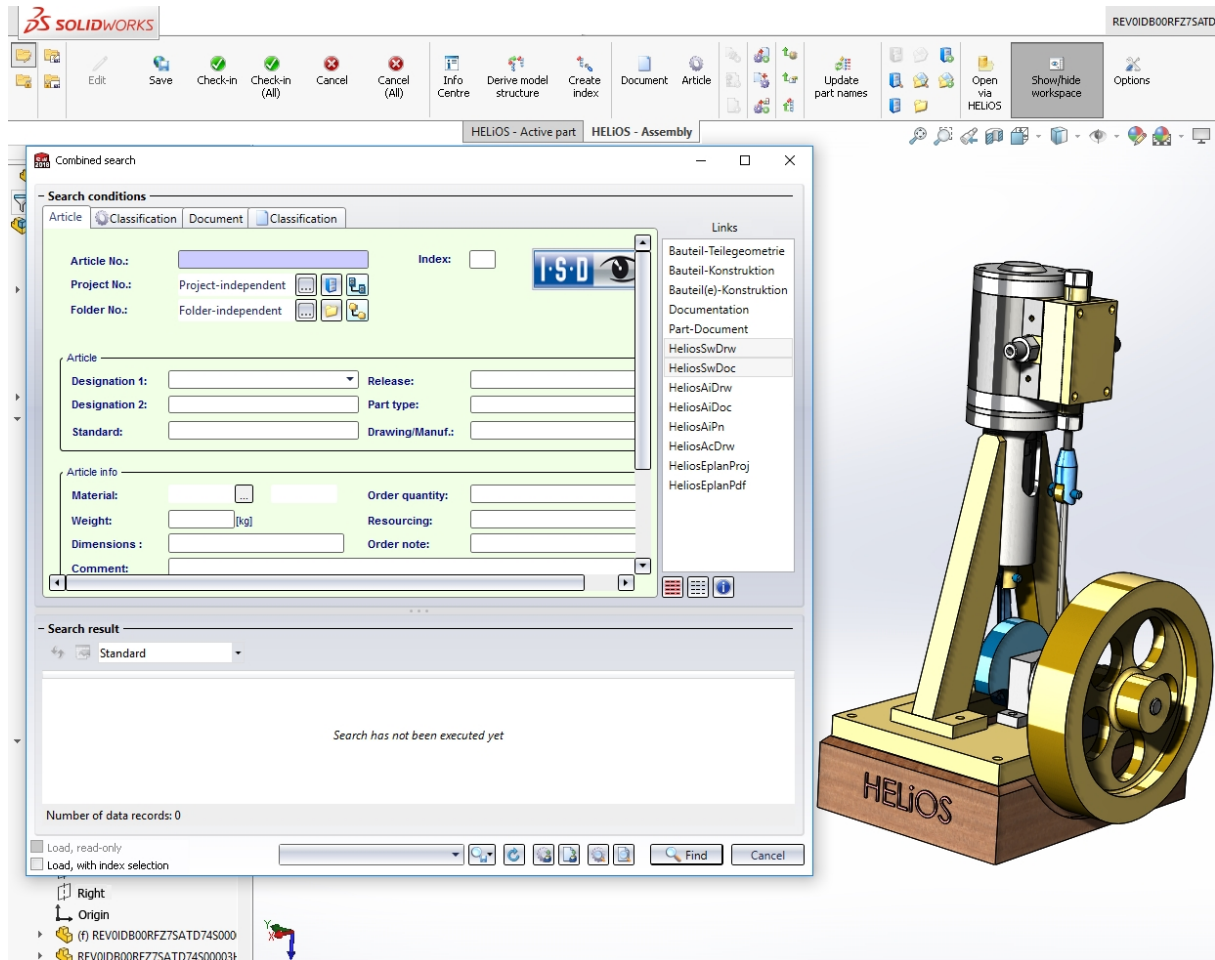 SOLIDWORKS
REV0IDB00RFZ7SATD
Edit
Save
Check-in
Check-in
(All)
Cancel
Cancel
(All)
Info
Centre
Derive model
structure
Create
index
Document
Article
Update
part names
Open
via
HELiOS
Show/hide
workspace
Options
HELiOS - Active part
HELiOS - Assembly
Combined search
Search conditions
Article
Classification
Document
Classification
Article No.:
Index:
I·S·D
Project No.:
Project-independent
...
Folder No.:
Folder-independent
...
Article
Designation 1:
Release:
Designation 2:
Part type:
Standard:
Drawing/Manuf.:
Article info
Material:
...
Order quantity:
Weight:
[kg]
Resourcing:
Dimensions :
Order note:
Comment:
Links
Bauteil-Teilegeometrie
Bauteil-Konstruktion
Bauteil(e)-Konstruktion
Documentation
Part-Document
HeliosSwDrw
HeliosSwDoc
HeliosAiDrw
HeliosAiDoc
HeliosAiPn
HeliosAcDrw
HeliosEplanProj
HeliosEplanPdf
Search result
Standard
Search has not been executed yet
Number of data records: 0
Load, read-only
Load, with index selection
Find
Cancel
HELiOS
Right
Origin
(f) REV0IDB00RFZ7SATD74S000
REV0IDB00RFZ7SATD74S00003H
Y
X